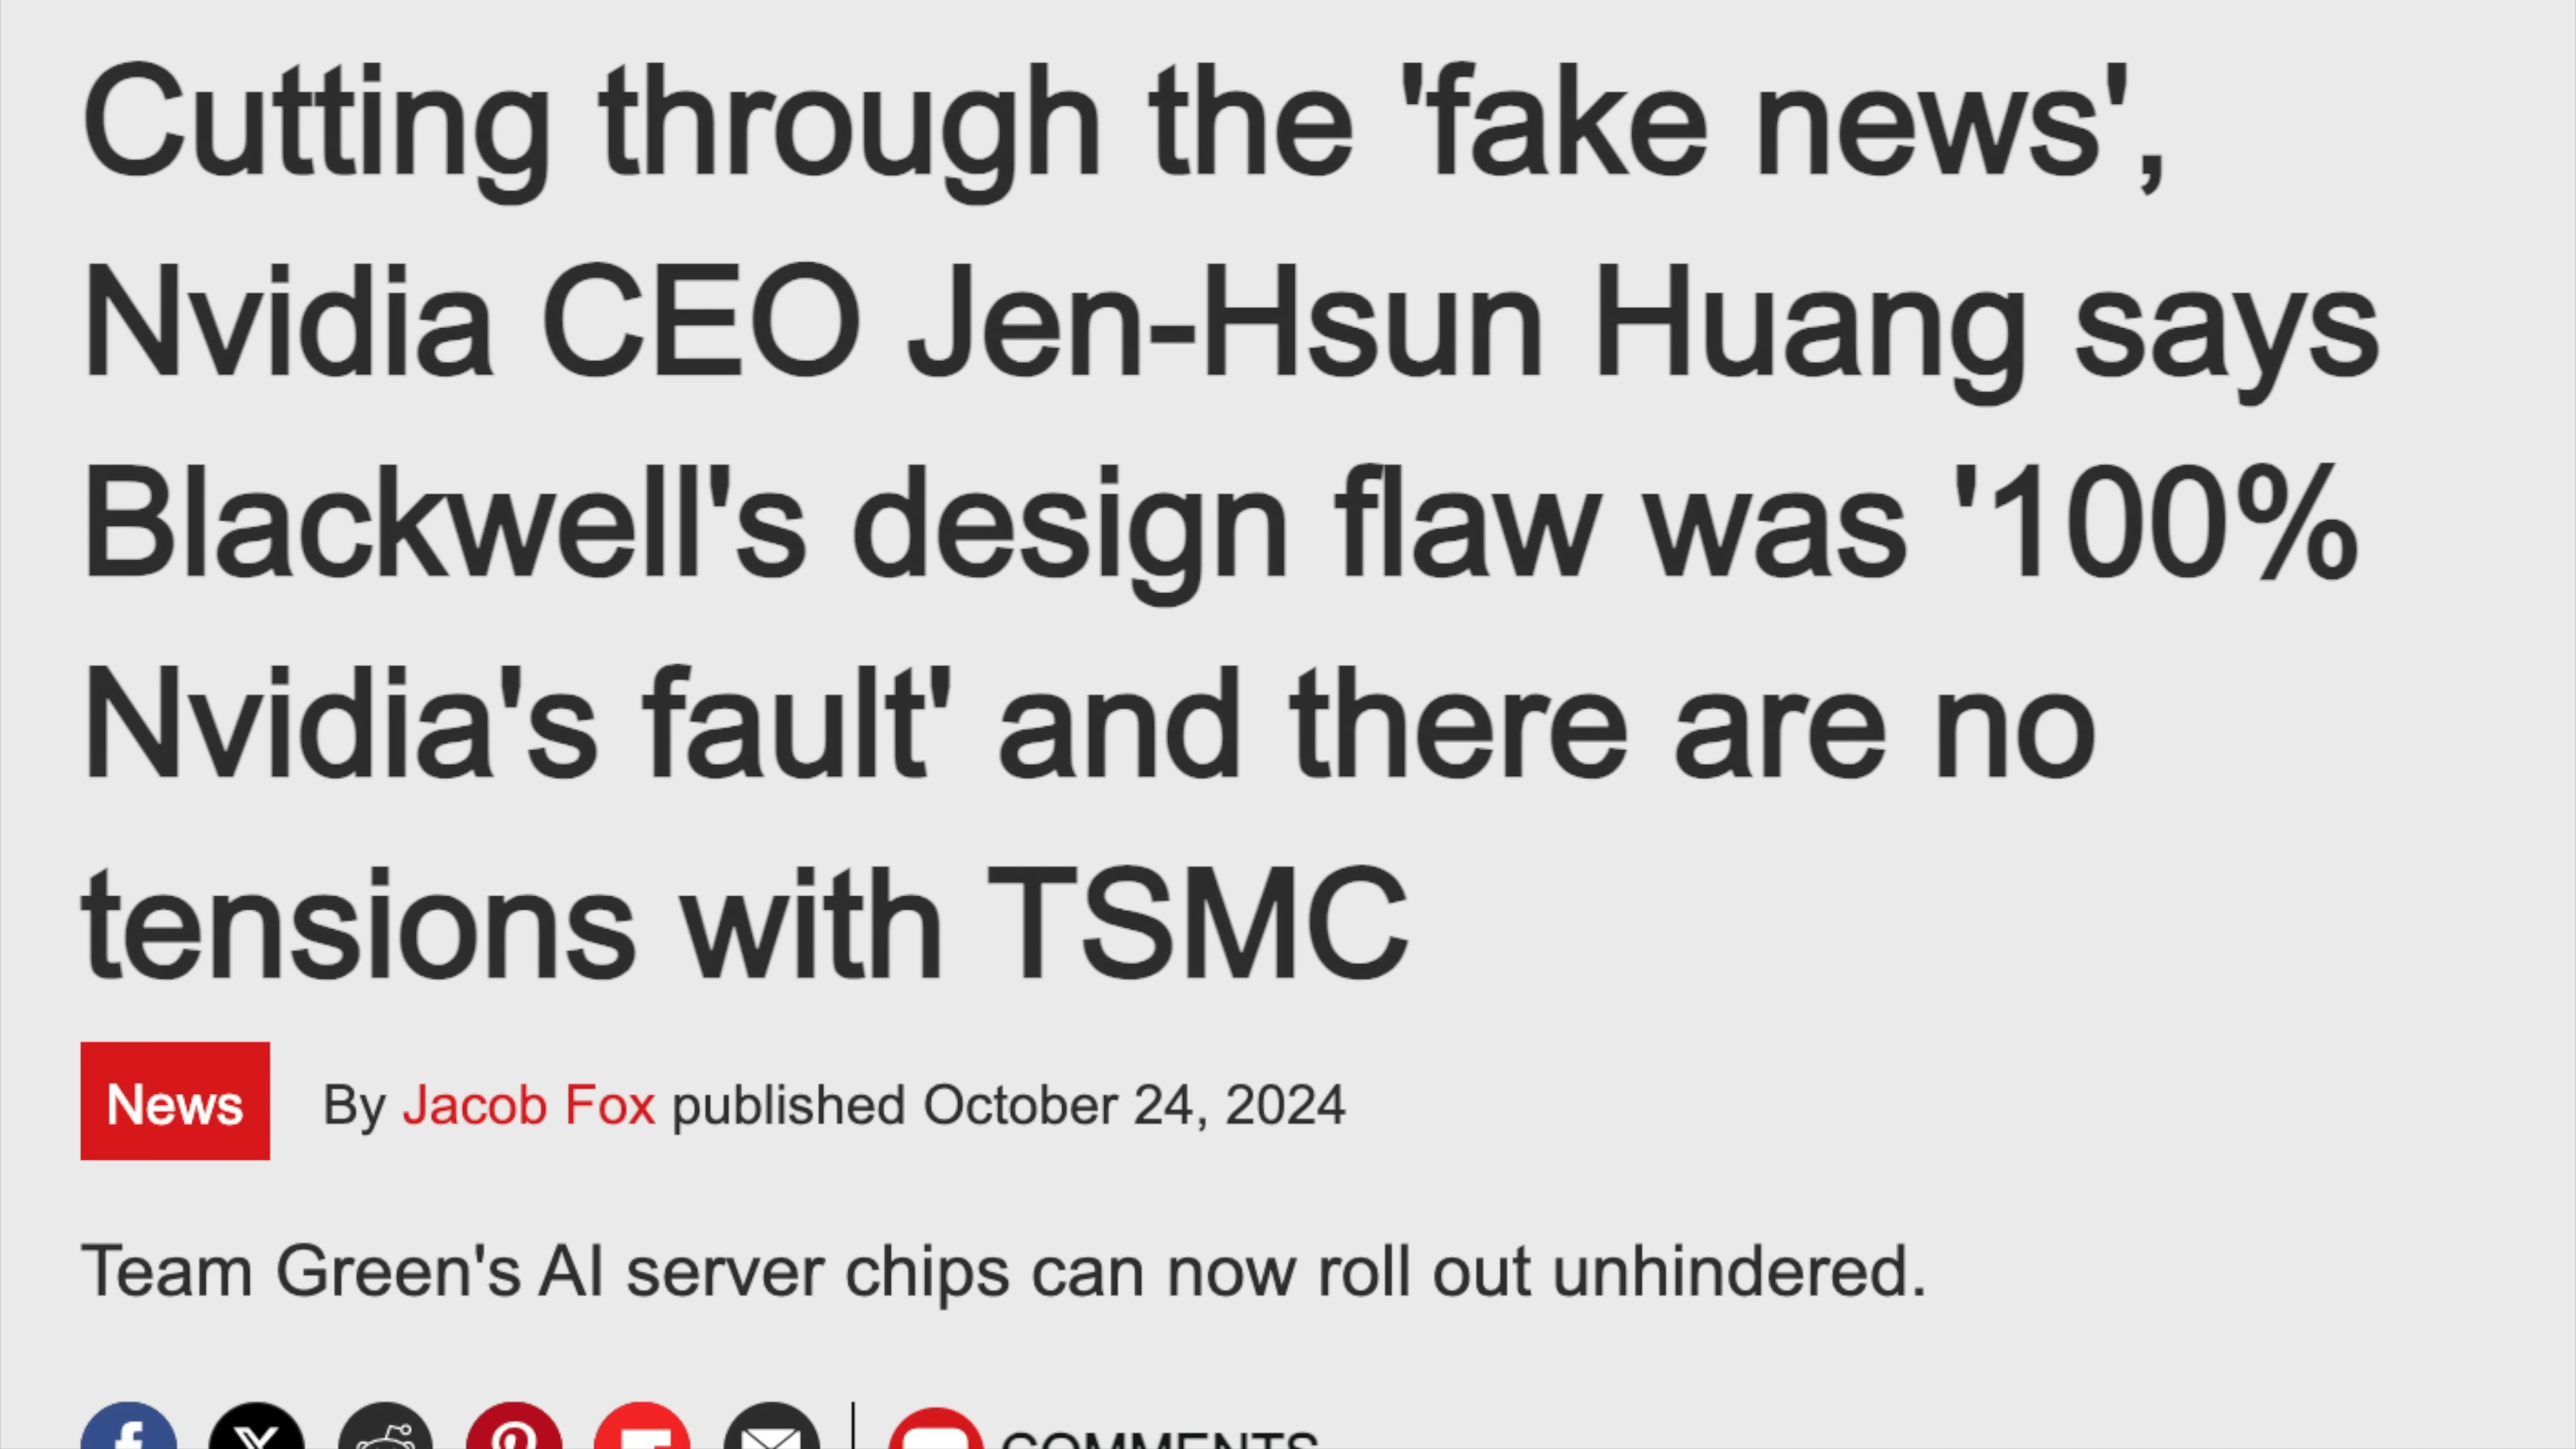 Cutting through the 'fake news',
Nvidia CEO Jen-Hsun Huang says
Blackwell's design flaw was '100%
Nvidia's fault' and there are no
tensions with TSMC
News By Jacob Fox published October 24, 2024
Team Green's AI server chips can now roll out unhindered.
COMMENTS